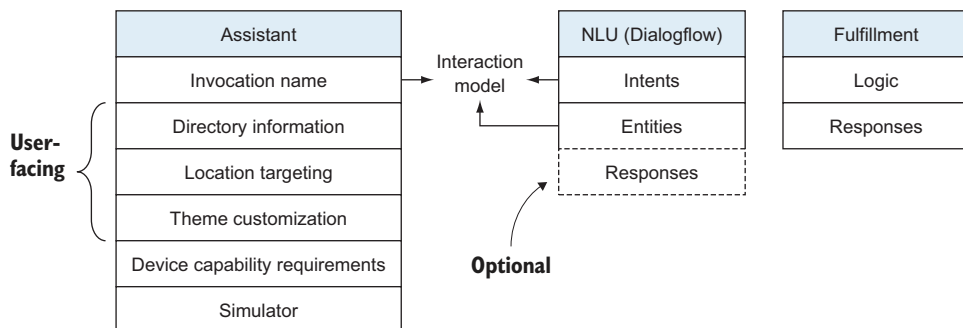 Assistant
Invocation name
Directory information
Location targeting
Theme customization
Device capability requirements
Simulator
User-
facing
Interaction
model
NLU (Dialogflow)
Intents
Entities
Responses
Optional
Fulfillment
Logic
Responses